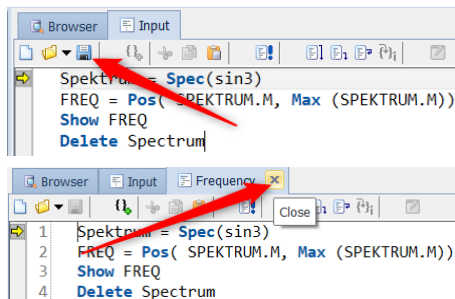 Browser Input
Spektrum = Spec(sin3)
FREQ = Pos( SPEKTRUM.M, Max (SPEKTRUM.M))
Show FREQ
Delete Spectrum
Browser Input Frequency
Close
1 Spektrum = Spec(sin3)
2 FREQ = Pos( SPEKTRUM.M, Max (SPEKTRUM.M))
3 Show FREQ
4 Delete Spectrum